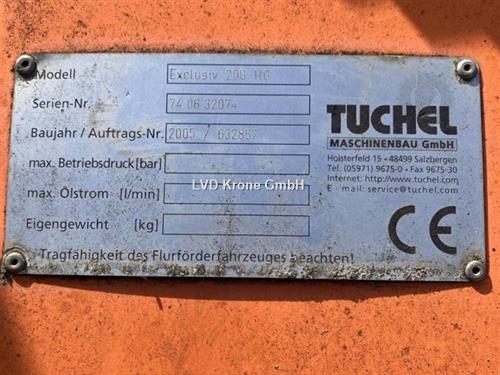 Modell Exclusiv 200 HG
Serien-Nr. 74 06 32074
Baujahr / Auftrags-Nr. 2005 / 632867
max. Betriebsdruck [bar]
max. Ölstrom [l/min]
Eigengewicht [kg]
Tragfähigkeit des Flurförderfahrzeuges beachten!
TUCHEL
MASCHINENBAU GmbH
Holsterfeld 15 • 48499 Salzbergen
Tel. (05971) 9675-0 • Fax 9675-30
Internet: http://www.tuchel.com
E - mail: service@tuchel.com
CE
LVD Krone GmbH